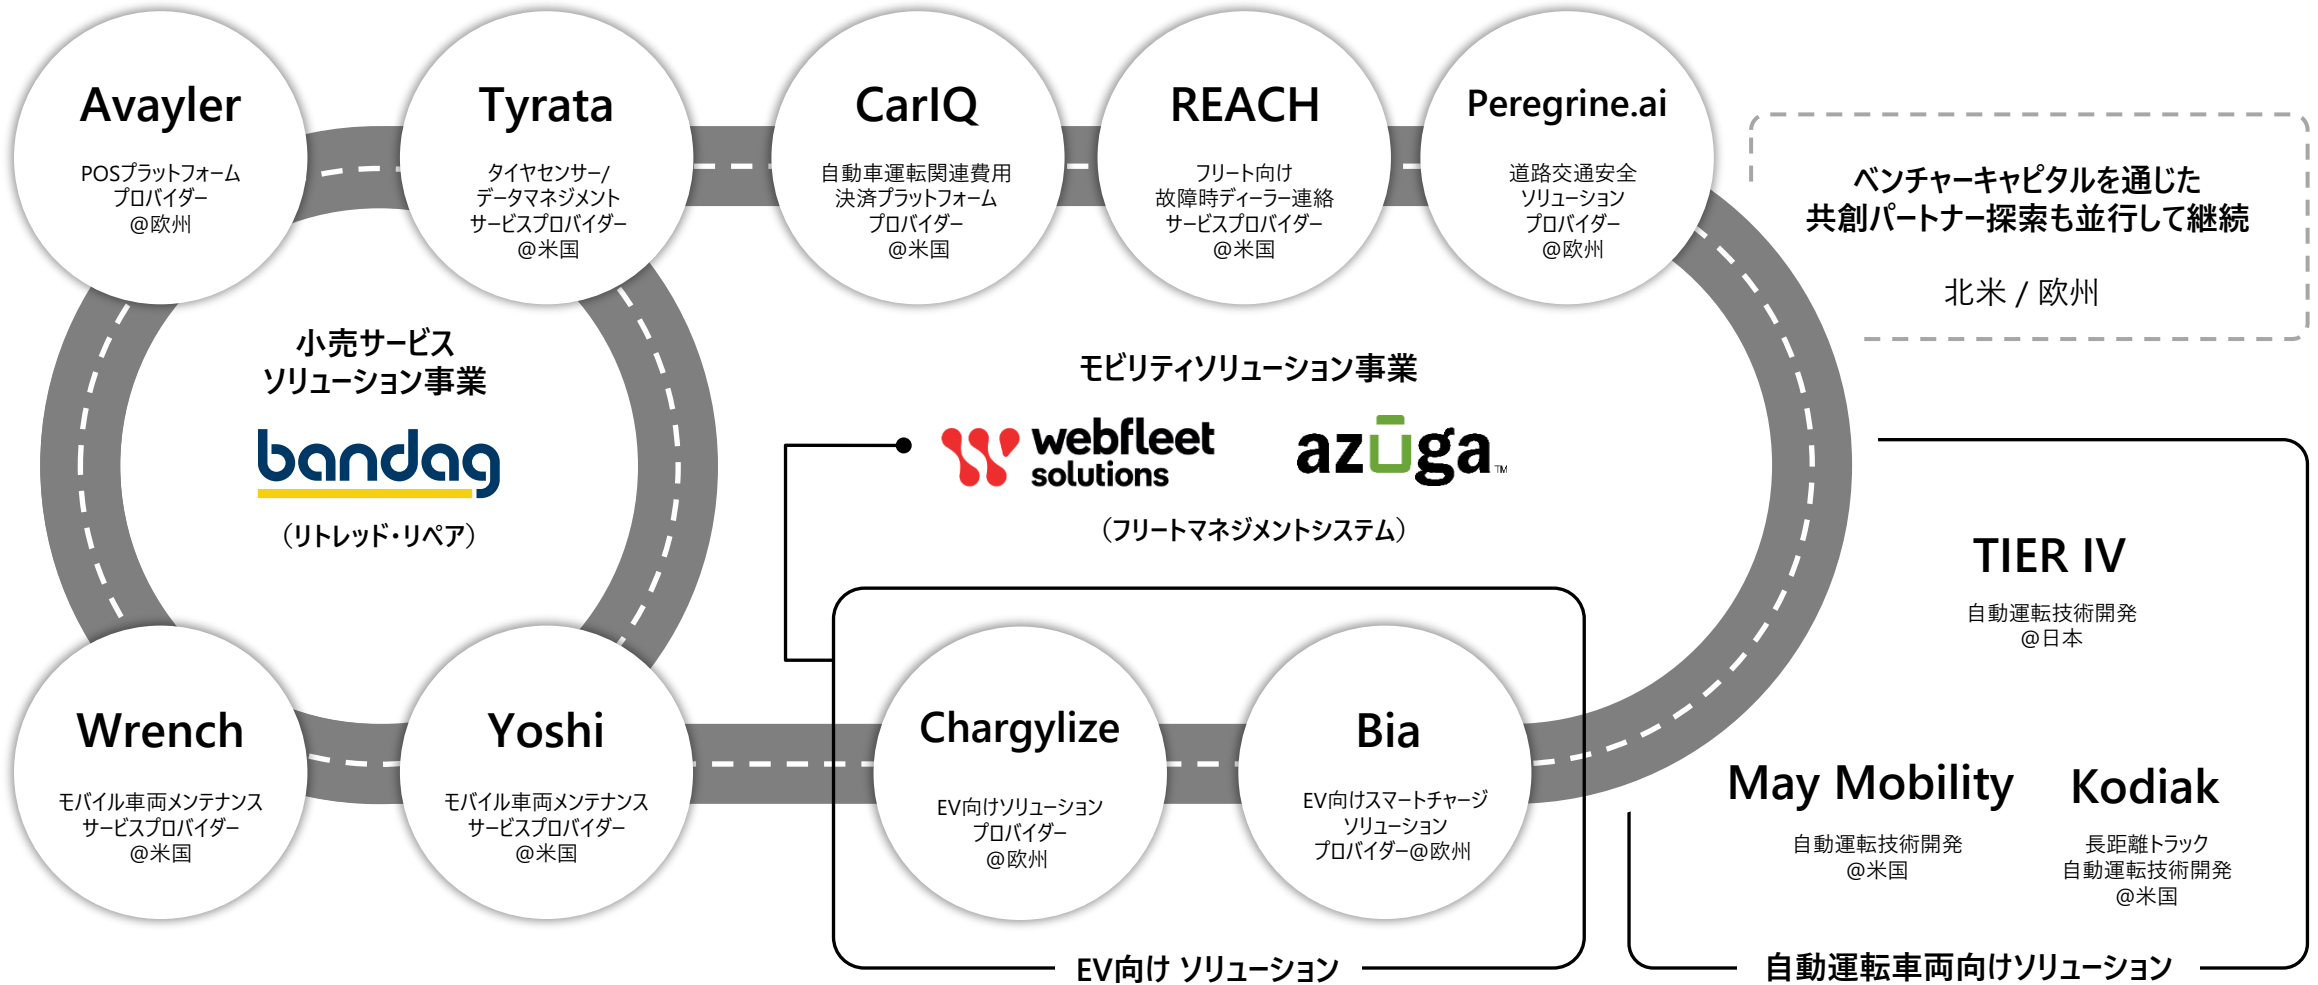 Avayler
POSプラットフォーム
プロバイダー
@欧州
Tyrata
タイヤセンサー/
データマネジメント
サービスプロバイダー
@米国
CarIQ
自動車運転関連費用
決済プラットフォーム
プロバイダー
@米国
REACH
フリート向け
故障時ディーラー連絡
サービスプロバイダー
@米国
Peregrine.ai
道路交通安全
ソリューション
プロバイダー
@欧州
ベンチャーキャピタルを通じた
共創パートナー探索も並行して継続
北米 / 欧州
小売サービス
ソリューション事業
bandag
（リトレッド・リペア）
モビリティソリューション事業
webfleet
solutions
azūga™
（フリートマネジメントシステム）
Wrench
モバイル車両メンテナンス
サービスプロバイダー
@米国
Yoshi
モバイル車両メンテナンス
サービスプロバイダー
@米国
Chargylize
EV向けソリューション
プロバイダー
@欧州
Bia
EV向けスマートチャージ
ソリューション
プロバイダー@欧州
EV向け ソリューション
TIER IV
自動運転技術開発
@日本
May Mobility
自動運転技術開発
@米国
Kodiak
長距離トラック
自動運転技術開発
@米国
自動運転車両向けソリューション